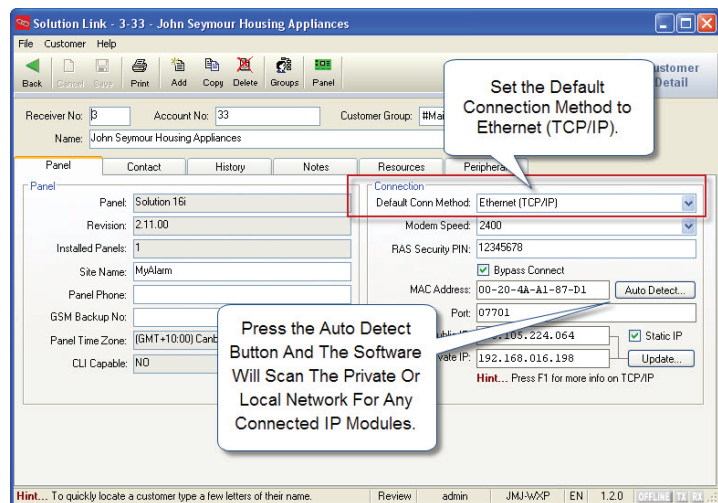 Solution Link - 3-33 - John Seymour Housing Appliances
File Customer Help
Back Cancel Save Print Add Copy Delete Groups Panel
Detail
Receiver No: 3 Account No: 33 Customer Group:
Name: John Seymour Housing Appliances
Set the Default
Connection Method to
Ethernet (TCP/IP).
Panel Contact History Notes Resources
Panel
Panel: Solution 16i
Revision: 2.11.00
Installed Panels: 1
Site Name: MyAlarm
Panel Phone:
GSM Backup No:
Panel Time Zone: (GMT+10:00)
CLI Capable: NO
Connection
Default Conn Method: Ethernet (TCP/IP)
Modem Speed: 2400
RAS Security PIN: 12345678
Bypass Connect
MAC Address: 00-20-4A-A1-87-D1 Auto Detect...
Port: 07701
.105.224.064 Static IP
IP: 192.168.016.198 Update...
Hint... Press F1 for more info on TCP/IP
Press the Auto Detect
Button And The Software
Will Scan The Private Or
Local Network For Any
Connected IP Modules.
Hint... To quickly locate a customer type a few letters of their name. Review admin JMJ-WXP EN 1.2.0 OFFLINE TX RX